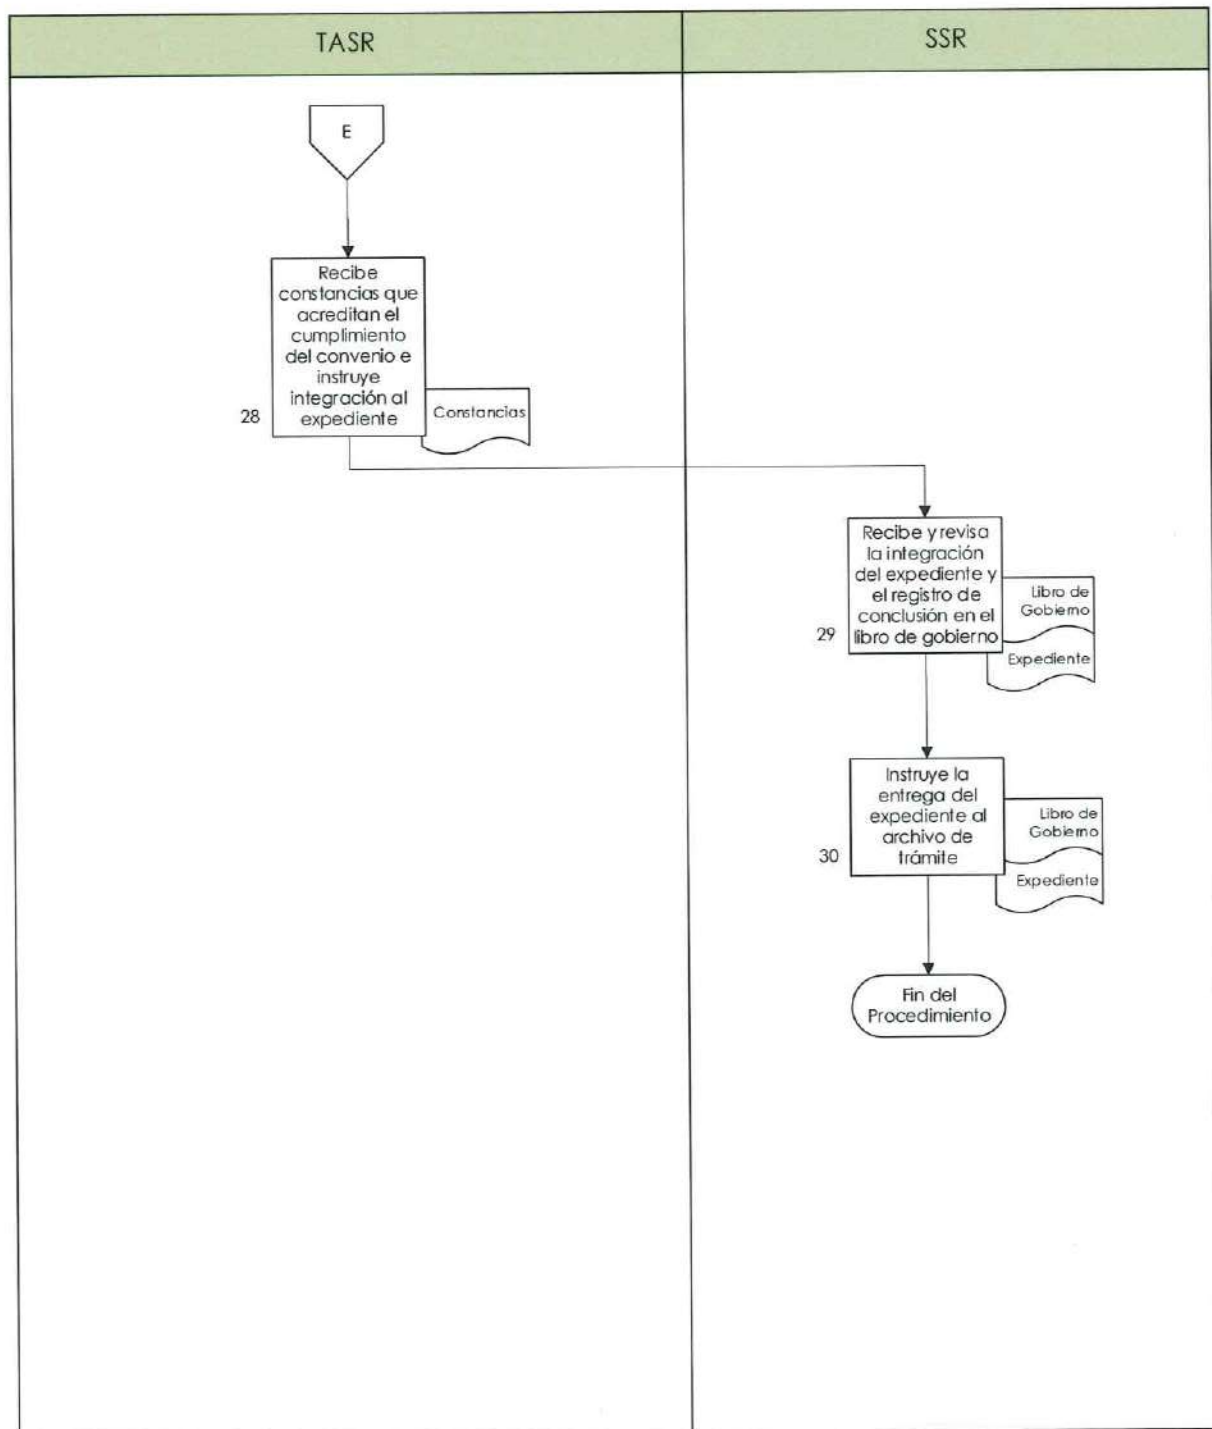 TASR
SSR
E
Recibe
constancias que
acreditan el
cumplimiento
del convenio e
instruye
integración al
expediente
28
Constancias
Recibe y revisa
la integración
del expediente y
el registro de
conclusión en el
libro de gobierno
29
Libro de
Gobierno
Expediente
Instruye la
entrega del
expediente al
archivo de
trámite
30
Libro de
Gobierno
Expediente
Fin del
Procedimiento